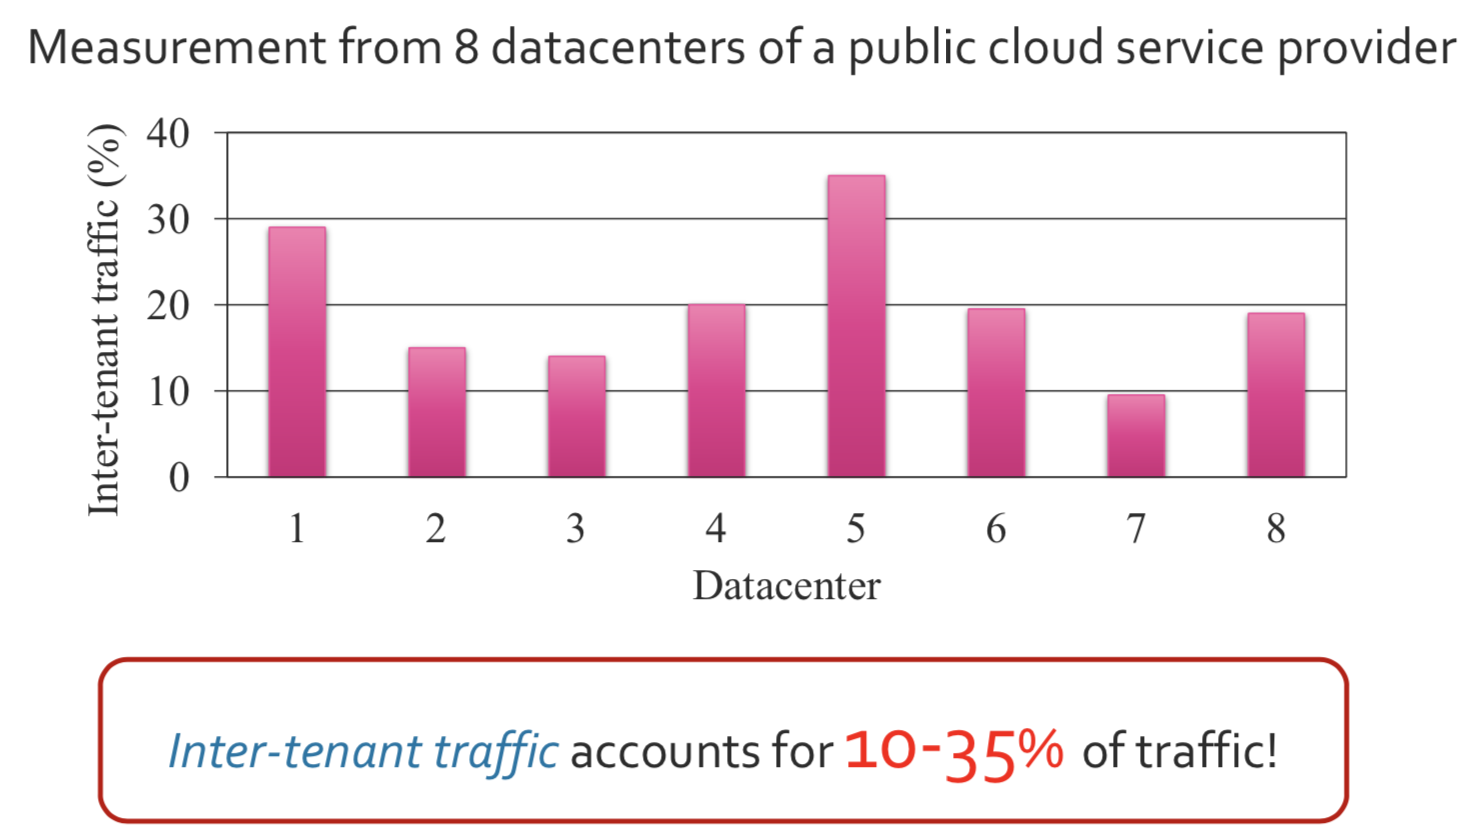 Measurement from 8 datacenters of a public cloud service provider
Inter-tenant traffic (%)
40
30
20
10
0
1 2 3 4 5 6 7 8
Datacenter
Inter-tenant traffic accounts for 10-35% of traffic!